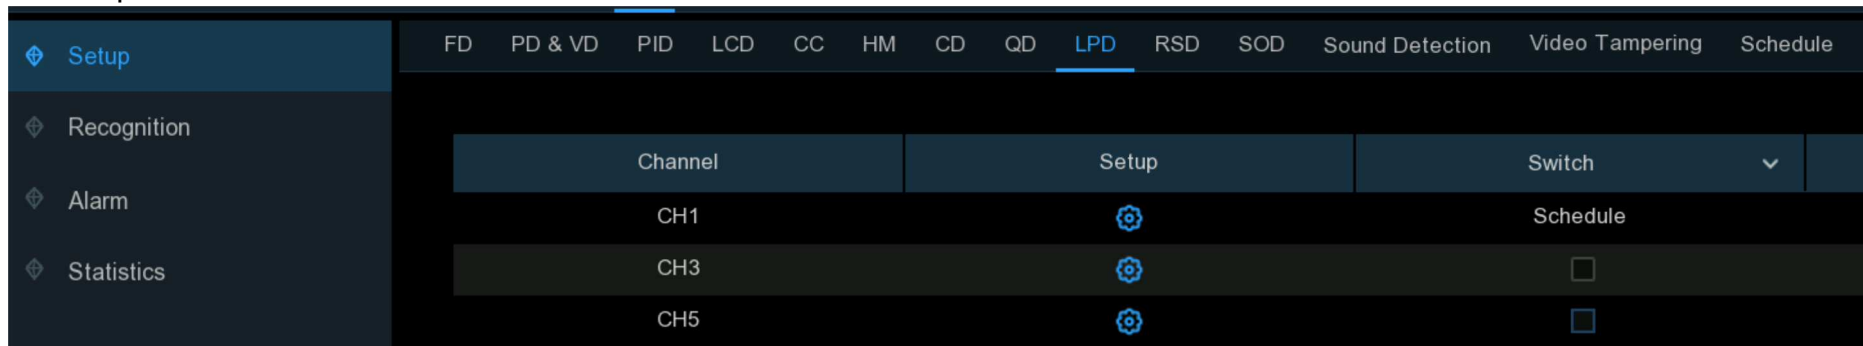 Setup
Recognition
Alarm
Statistics
FD PD & VD PID LCD CC HM CD QD LPD RSD SOD Sound Detection Video Tampering Schedule
Channel Setup Switch
CH1 Schedule
CH3
CH5